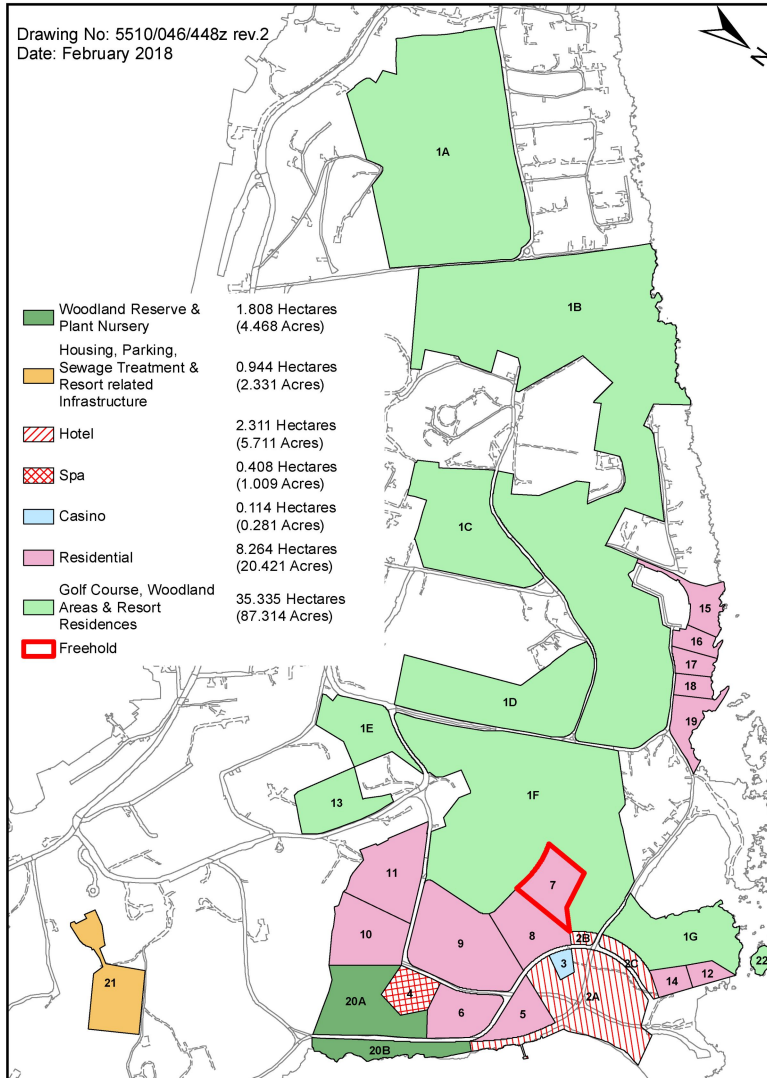 Drawing No: 5510/046/448z rev.2
Date: February 2018
N
1A
1B
Woodland Reserve &
Plant Nursery
1.808 Hectares
(4.468 Acres)
Housing, Parking,
Sewage Treatment &
Resort related
Infrastructure
0.944 Hectares
(2.331 Acres)
Hotel
2.311 Hectares
(5.711 Acres)
Spa
0.408 Hectares
(1.009 Acres)
Casino
0.114 Hectares
(0.281 Acres)
Residential
8.264 Hectares
(20.421 Acres)
Golf Course, Woodland
Areas & Resort
Residences
35.335 Hectares
(87.314 Acres)
Freehold
1C
15
16
17
18
19
1D
1E
13
1F
11
7
10
9
8
2B
1G
3
2C
22
14
12
21
20A
4
2A
6
5
20B